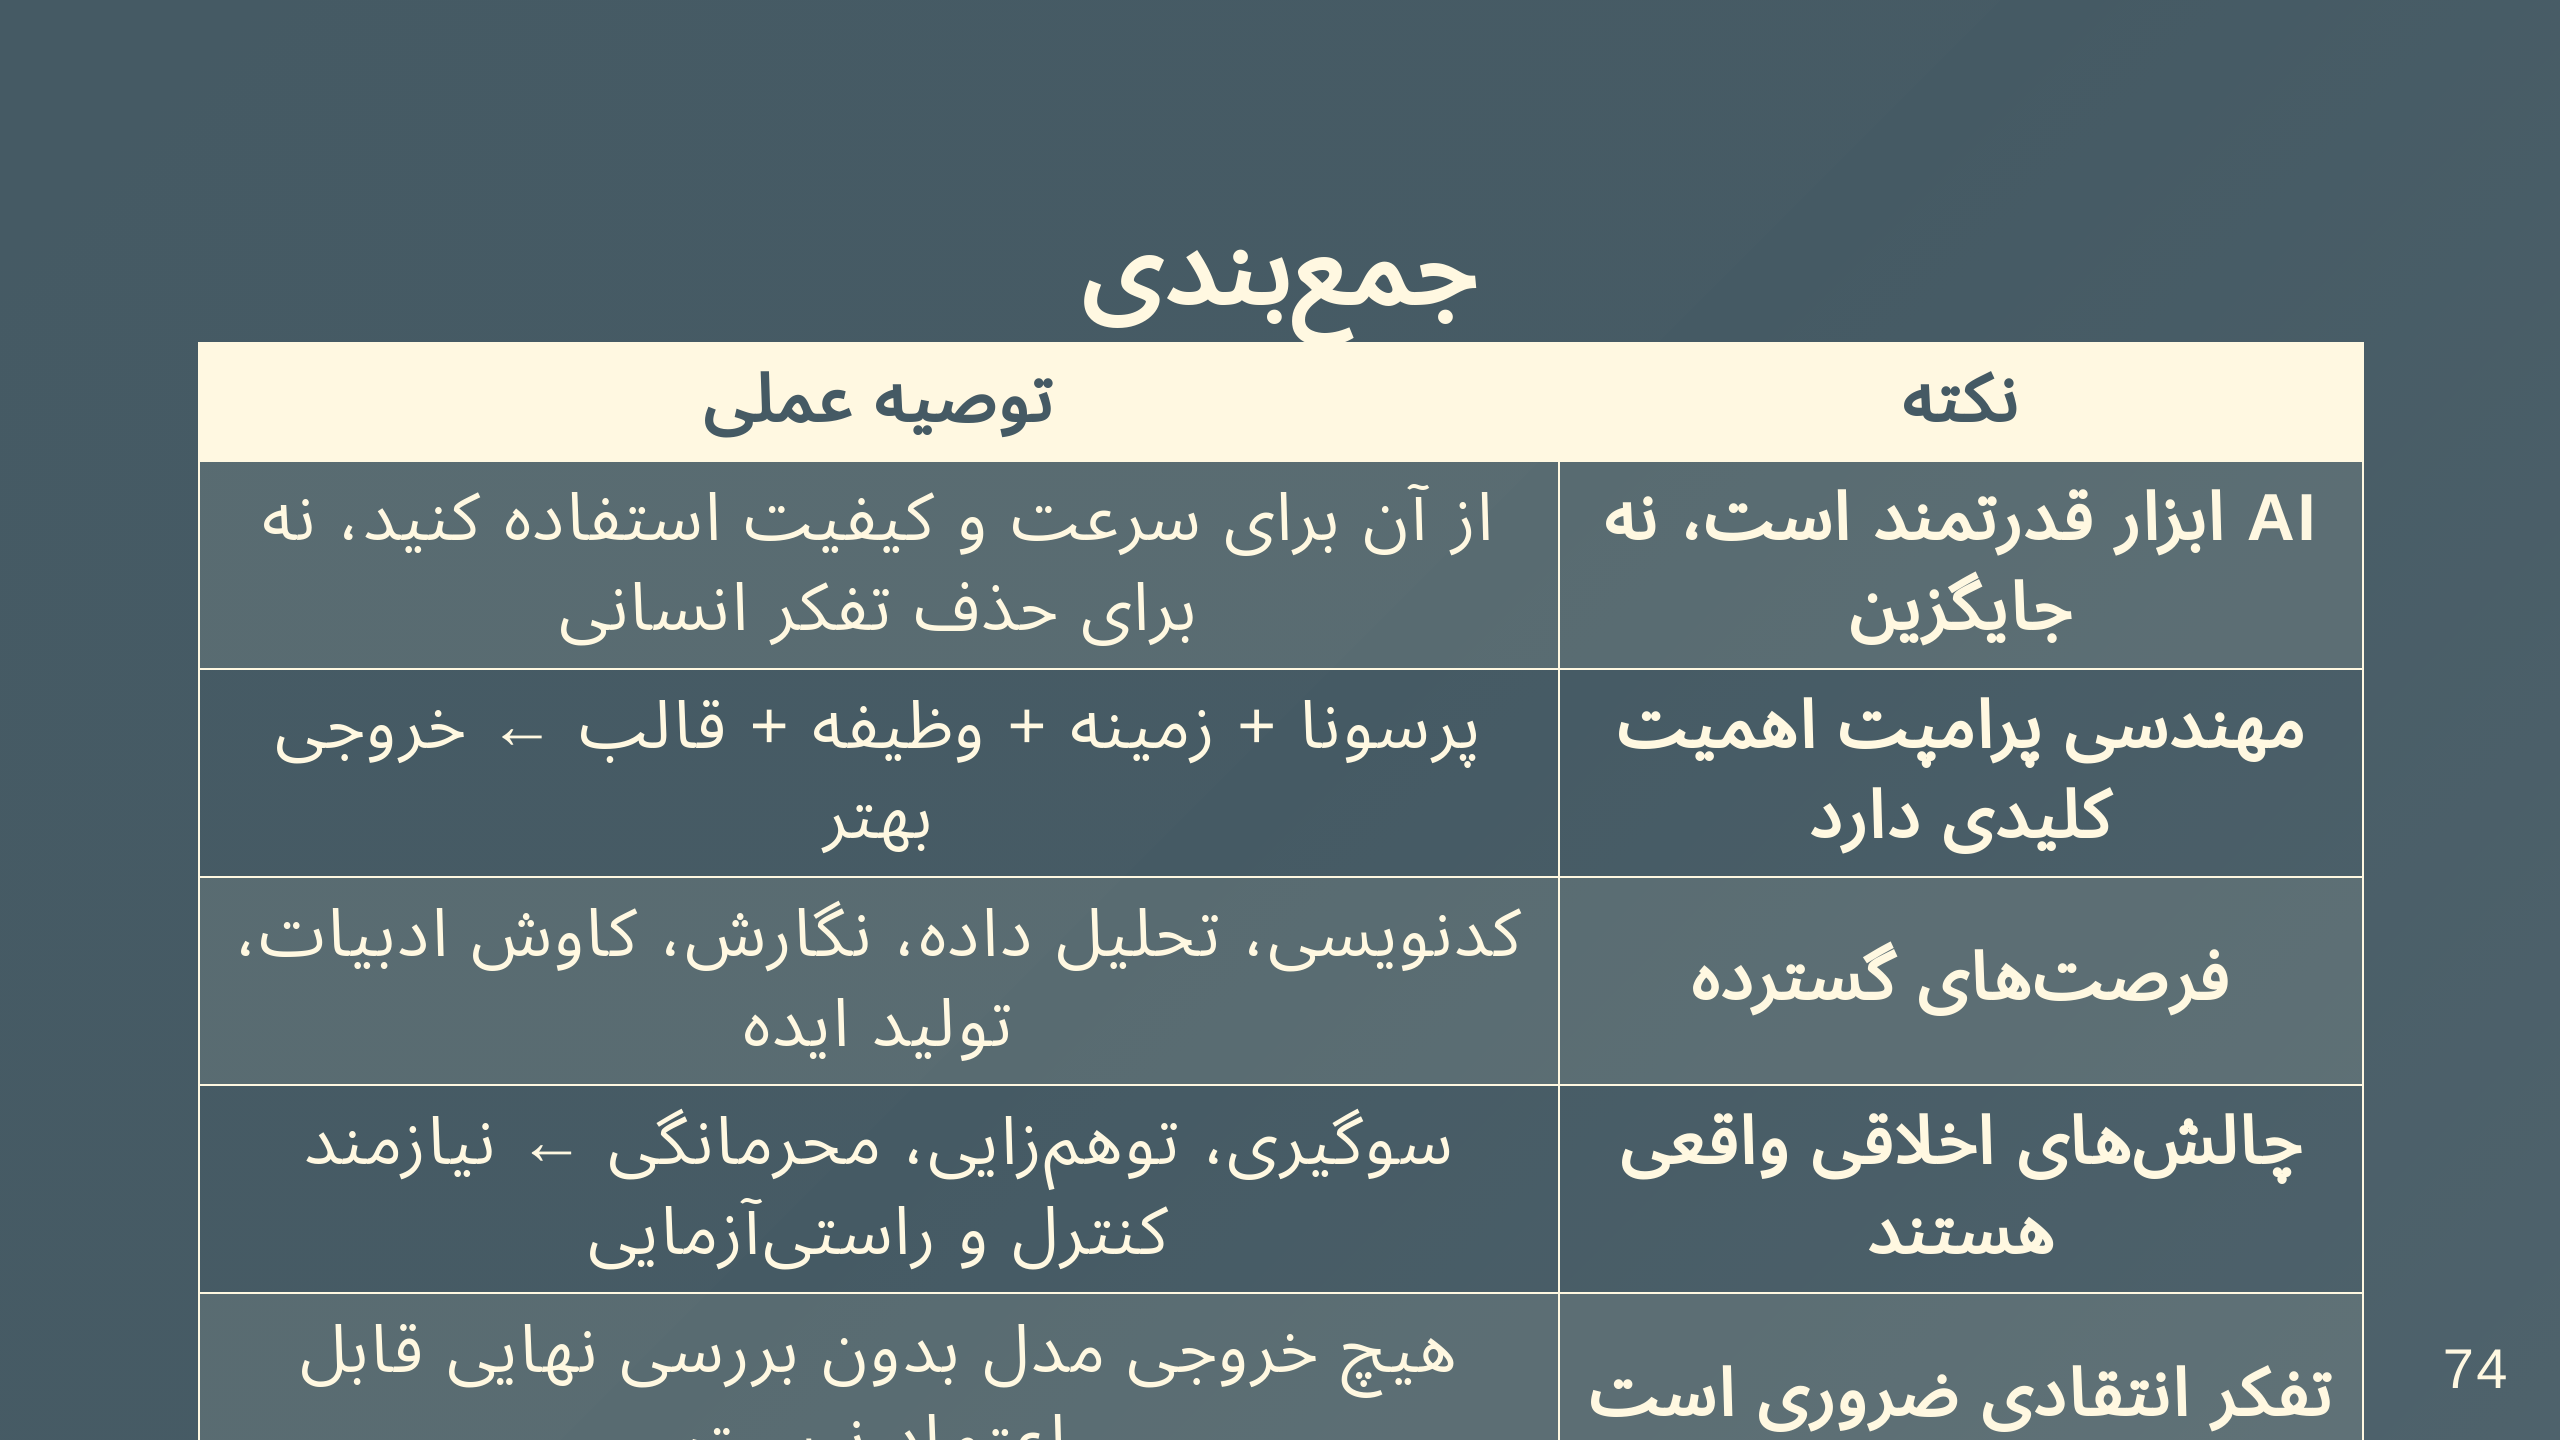 جمع‌بندی
نکته
توصیه عملی
AI ابزار قدرتمند است، نه
جایگزین
از آن برای سرعت و کیفیت استفاده کنید، نه
برای حذف تفکر انسانی
مهندسی پرامپت اهمیت
کلیدی دارد
پرسونا + زمینه + وظیفه + قالب ← خروجی
بهتر
فرصت‌های گسترده
کدنویسی، تحلیل داده، نگارش، کاوش ادبیات،
تولید ایده
چالش‌های اخلاقی واقعی
هستند
سوگیری، توهم‌زایی، محرمانگی ← نیازمند
کنترل و راستی‌آزمایی
تفکر انتقادی ضروری است
هیچ خروجی مدل بدون بررسی نهایی قابل
74